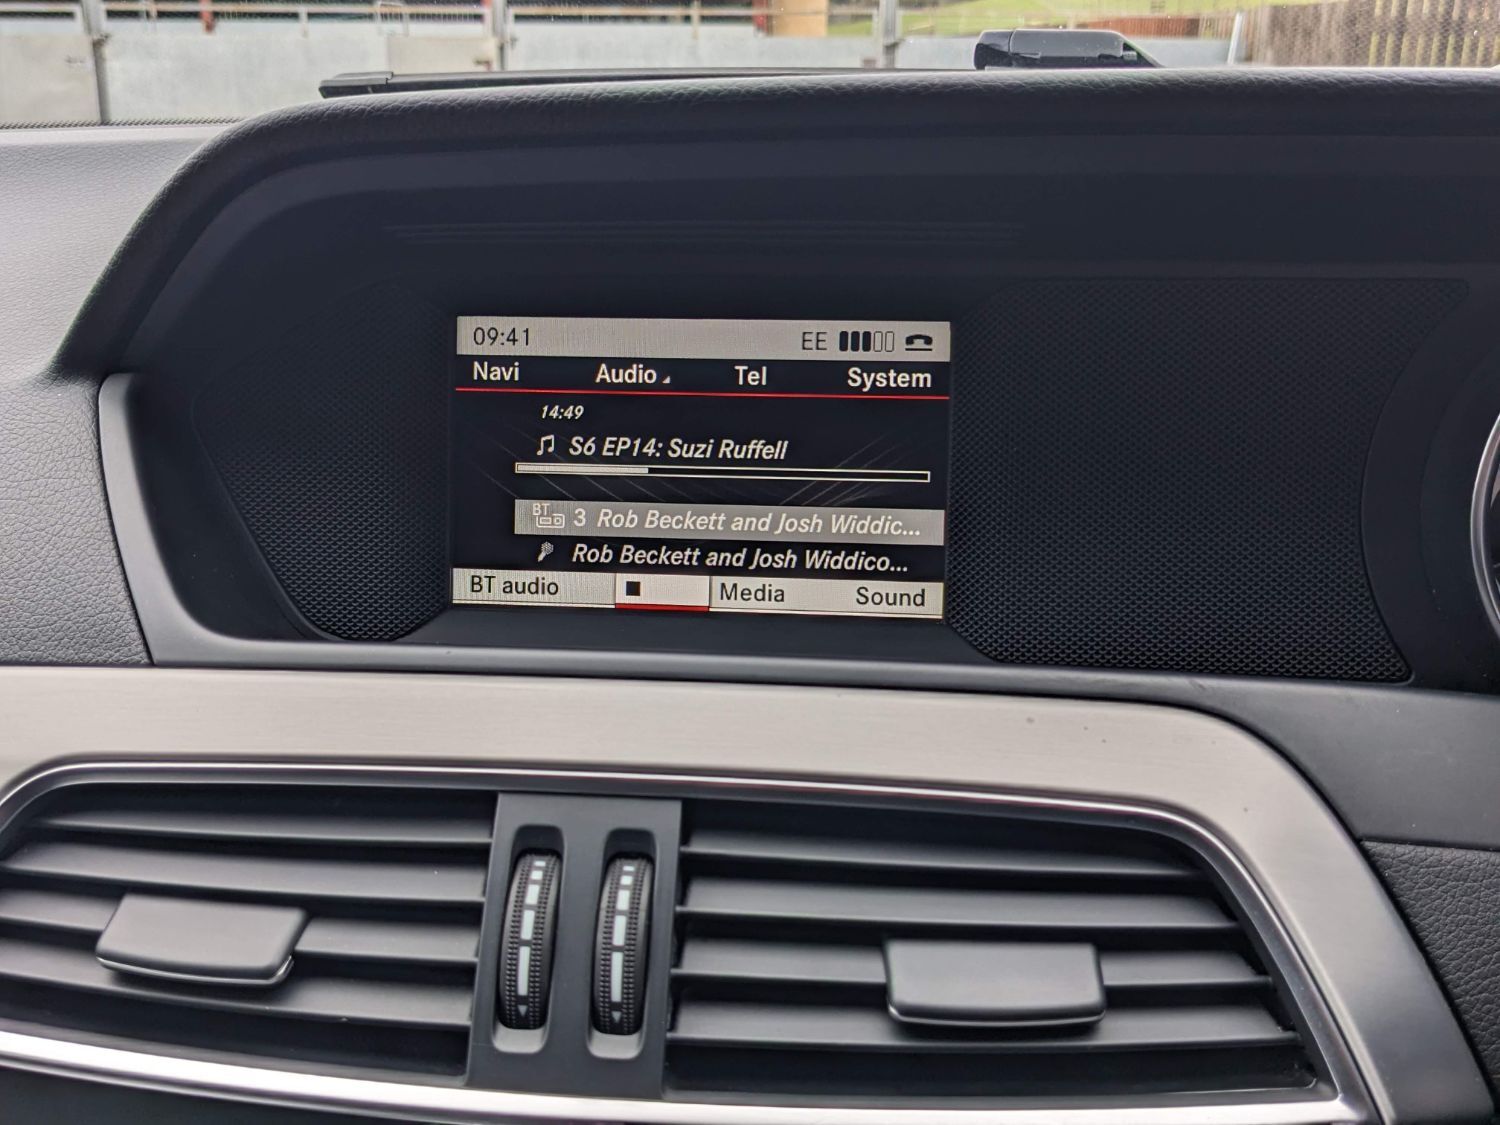 09:41 EE
Navi Audio Tel System
14:49
S6 EP14: Suzi Ruffell
BT 3 Rob Beckett and Josh Widdic...
Rob Beckett and Josh Widdico...
BT audio Media Sound